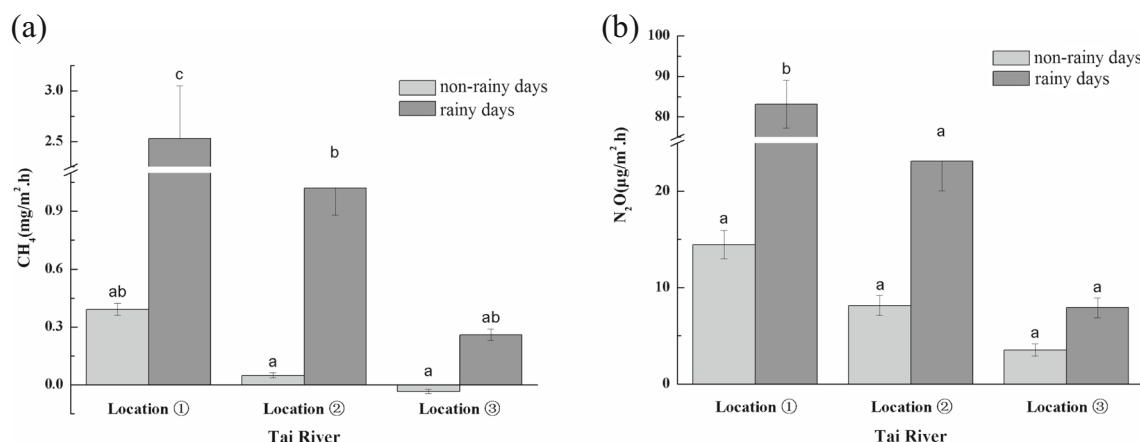 (a)
CH₄(mg/m².h)
3.0
2.5
0.9
0.6
0.3
0.0
non-rainy days
rainy days
c
b
ab
a
ab
a
Location ①
Location ②
Location ③
Tai River
(b)
N₂O(μg/m².h)
100
90
80
20
10
0
non-rainy days
rainy days
b
a
a
a
a
a
Location ①
Location ②
Location ③
Tai River